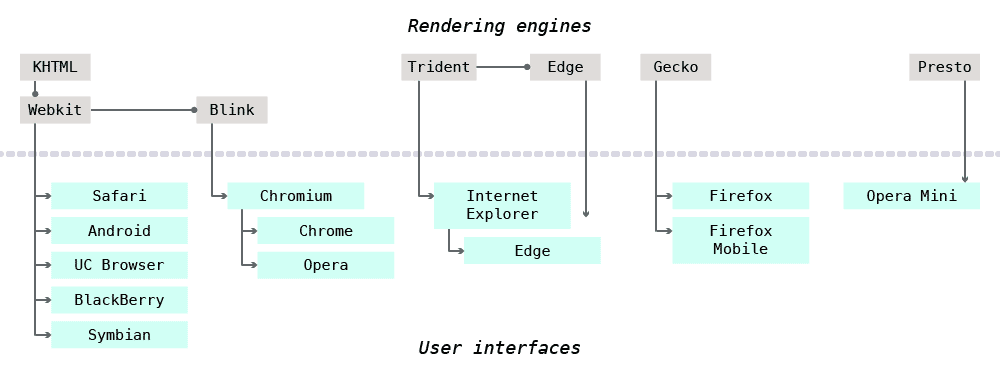 Rendering engines
KHTML
Trident
Edge
Gecko
Presto
Webkit
Blink
Safari
Chromium
Internet
Explorer
Firefox
Opera Mini
Android
Chrome
Firefox
Mobile
UC Browser
Opera
Edge
BlackBerry
Symbian
User interfaces